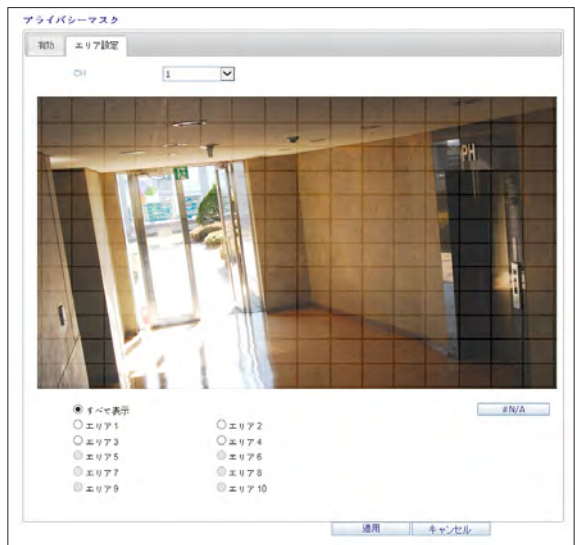 プライバシーマスク
有効 エリア設定
CH 1
PH
すべて表示 #N/A
エリア1 エリア2
エリア3 エリア4
エリア5 エリア6
エリア7 エリア8
エリア9 エリア10
適用 キャンセル